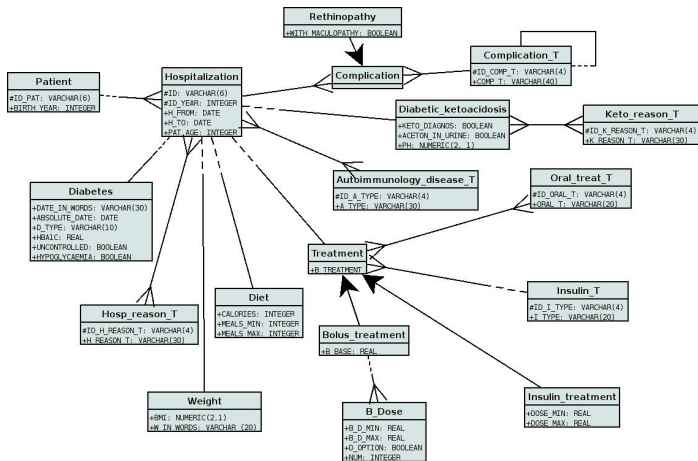 Rethinopathy
+WITH_MACULOPATHY: BOOLEAN
Complication_T
#ID_COMP_T: VARCHAR(4)
+COMP_T: VARCHAR(40)
Complication
Patient
#ID_PAT: VARCHAR(6)
+BIRTH_YEAR: INTEGER
Hospitalization
#ID: VARCHAR(6)
#ID_YEAR: INTEGER
+H_FROM: DATE
+H_TO: DATE
+PAT_AGE: INTEGER
Diabetic_ketoacidosis
+KETO_DIAGNOS: BOOLEAN
+ACETON_IN_URINE: BOOLEAN
+PH: NUMERIC(2, 1)
Keto_reason_T
#ID_K_REASON_T: VARCHAR(4)
+K_REASON_T: VARCHAR(30)
Autoimmunology_disease_T
#ID_A_TYPE: VARCHAR(4)
+A_TYPE: VARCHAR(30)
Oral_treat_T
#ID_ORAL_T: VARCHAR(4)
+ORAL_T: VARCHAR(20)
Diabetes
+DATE_IN_WORDS: VARCHAR(30)
+ABSOLUTE_DATE: DATE
+D_TYPE: VARCHAR(10)
+HBA1C: REAL
+UNCONTROLLED: BOOLEAN
+HYPOGLYCAEMIA: BOOLEAN
Treatment
+B_TREATMENT
Insulin_T
#ID_I_TYPE: VARCHAR(4)
+I_TYPE: VARCHAR(20)
Hosp_reason_T
#ID_H_REASON_T: VARCHAR(4)
+H_REASON_T: VARCHAR(30)
Diet
+CALORIES: INTEGER
+MEALS_MIN: INTEGER
+MEALS_MAX: INTEGER
Bolus_treatment
+B_BASE: REAL
Weight
+BMI: NUMERIC(2,1)
+W_IN_WORDS: VARCHAR (20)
B_Dose
+B_D_MIN: REAL
+B_D_MAX: REAL
+D_OPTION: BOOLEAN
+NUM: INTEGER
Insulin_treatment
+DOSE_MIN: REAL
+DOSE_MAX: REAL